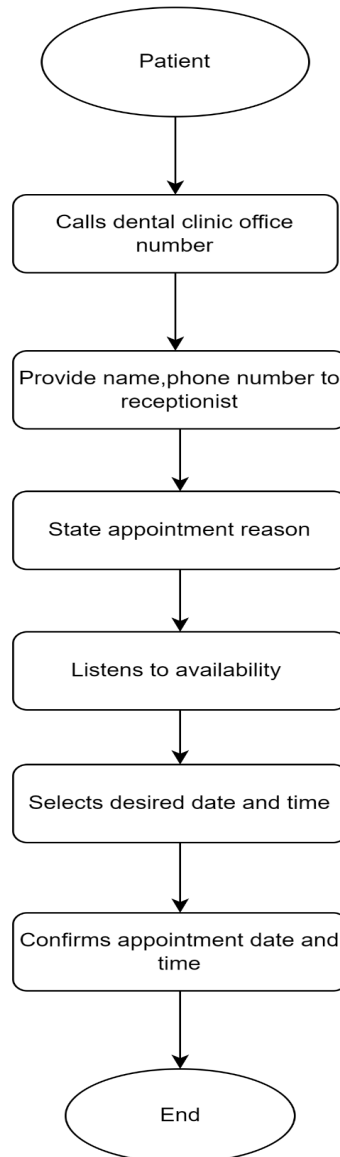 Patient
Calls dental clinic office
number
Provide name,phone number to
receptionist
State appointment reason
Listens to availability
Selects desired date and time
Confirms appointment date and
time
End